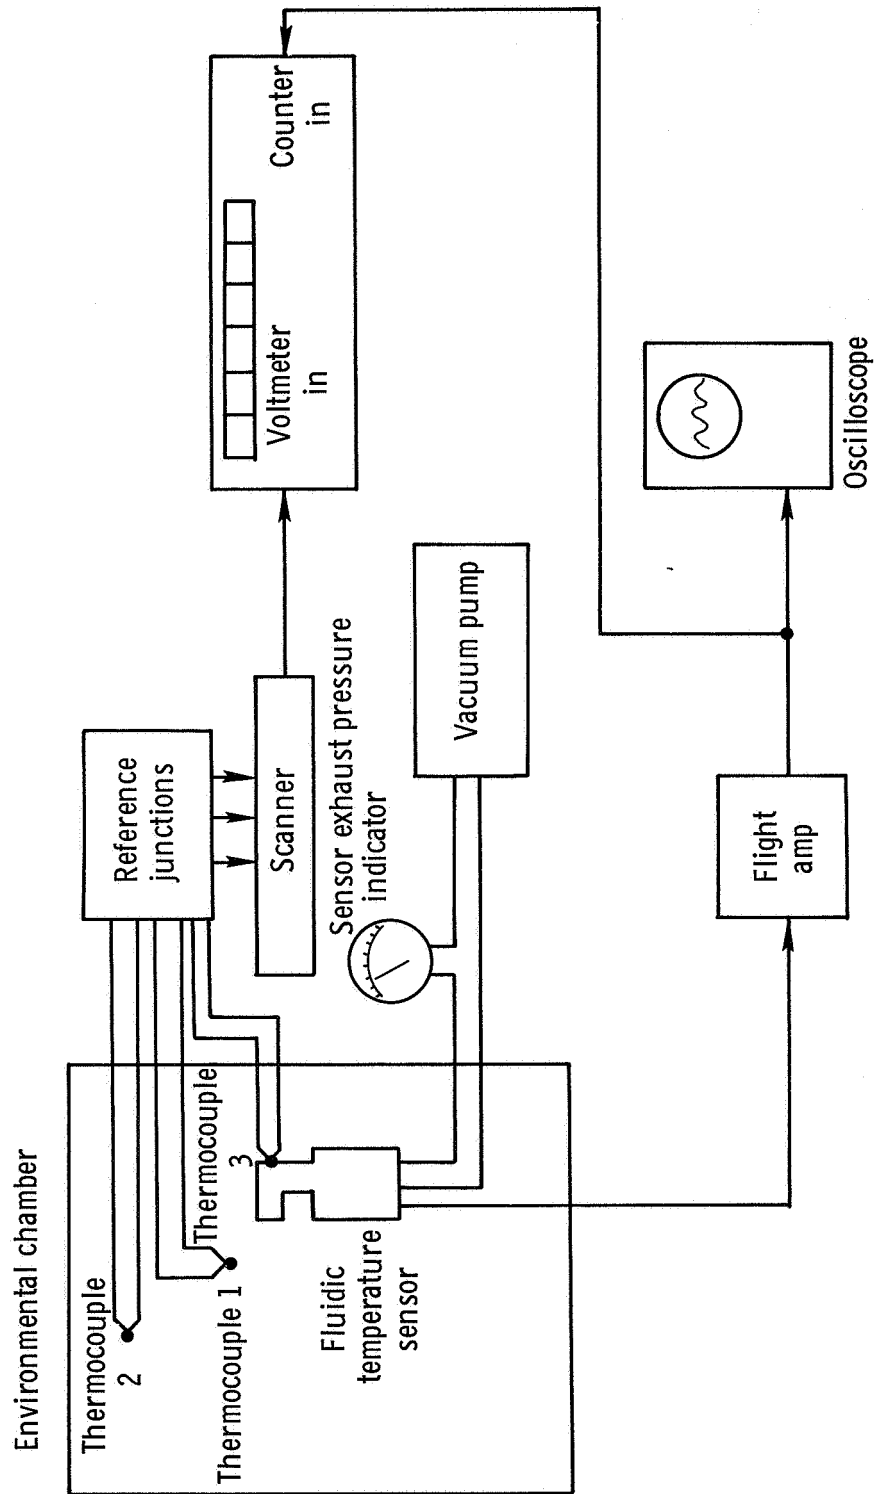 Environmental chamber
Thermocouple
2
Thermocouple 1
Thermocouple
3
Fluidic
temperature
sensor
Reference
junctions
Scanner
Sensor exhaust pressure
indicator
Vacuum pump
Flight
amp
Voltmeter
in
Counter
in
Oscilloscope